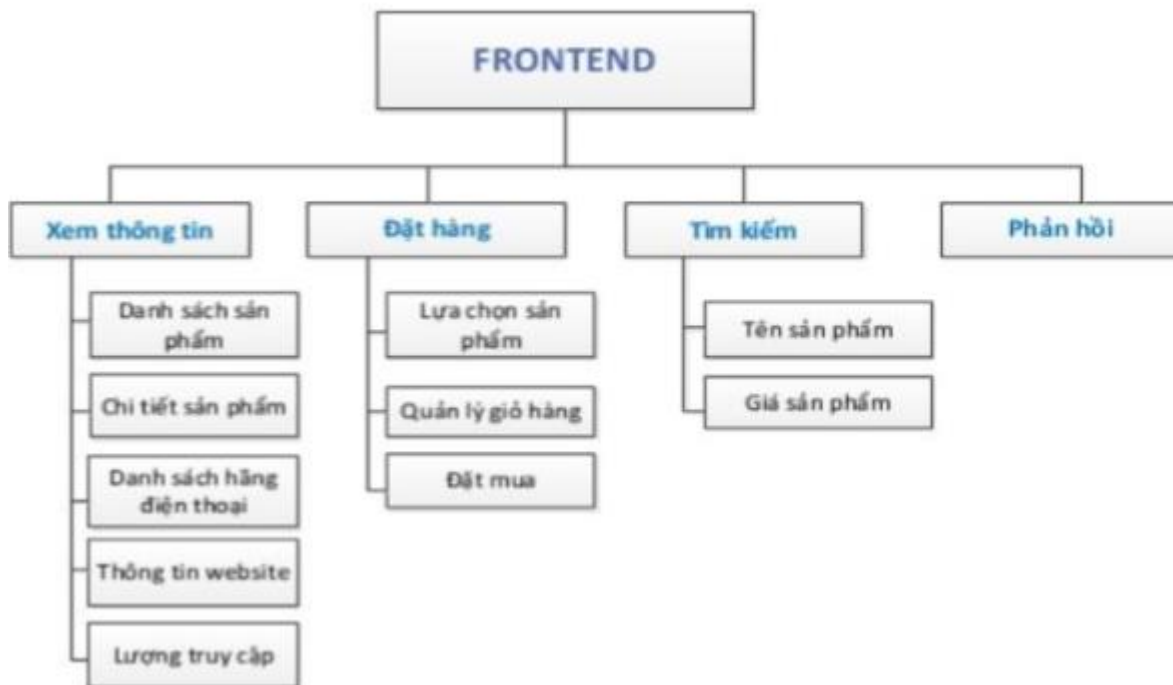 FRONTEND
Xem thông tin
Đặt hàng
Tìm kiếm
Phản hồi
Danh sách sản
phẩm
Chi tiết sản phẩm
Danh sách hãng
điện thoại
Thông tin website
Lượng truy cập
Lựa chọn sản
phẩm
Quản lý giỏ hàng
Đặt mua
Tên sản phẩm
Giá sản phẩm